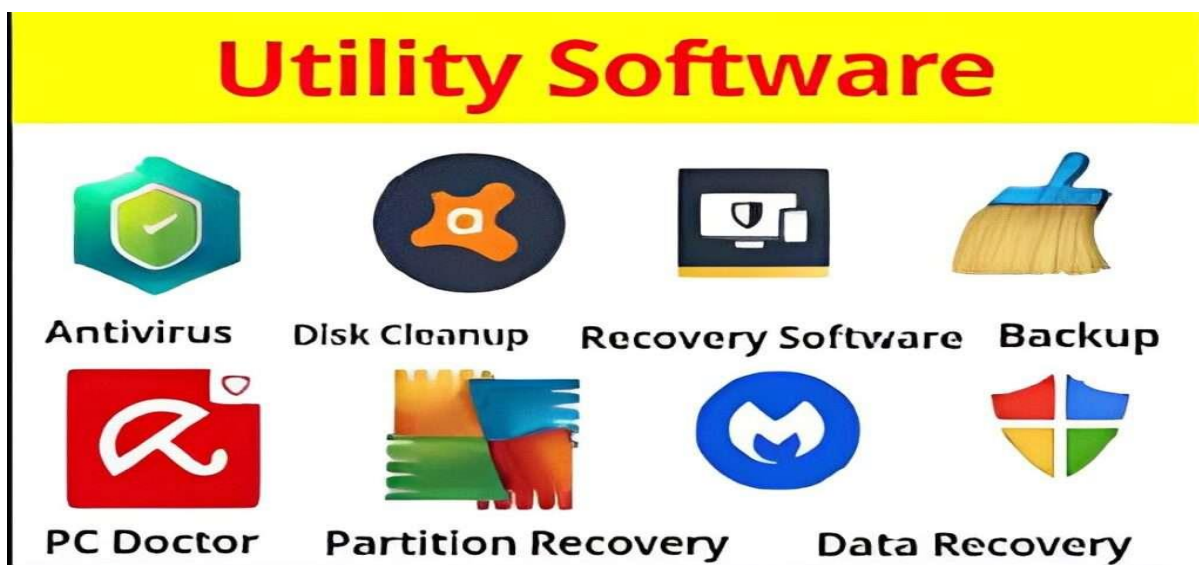 Utility Software
Antivirus Disk Cleanup Recovery Software Backup
PC Doctor Partition Recovery Data Recovery